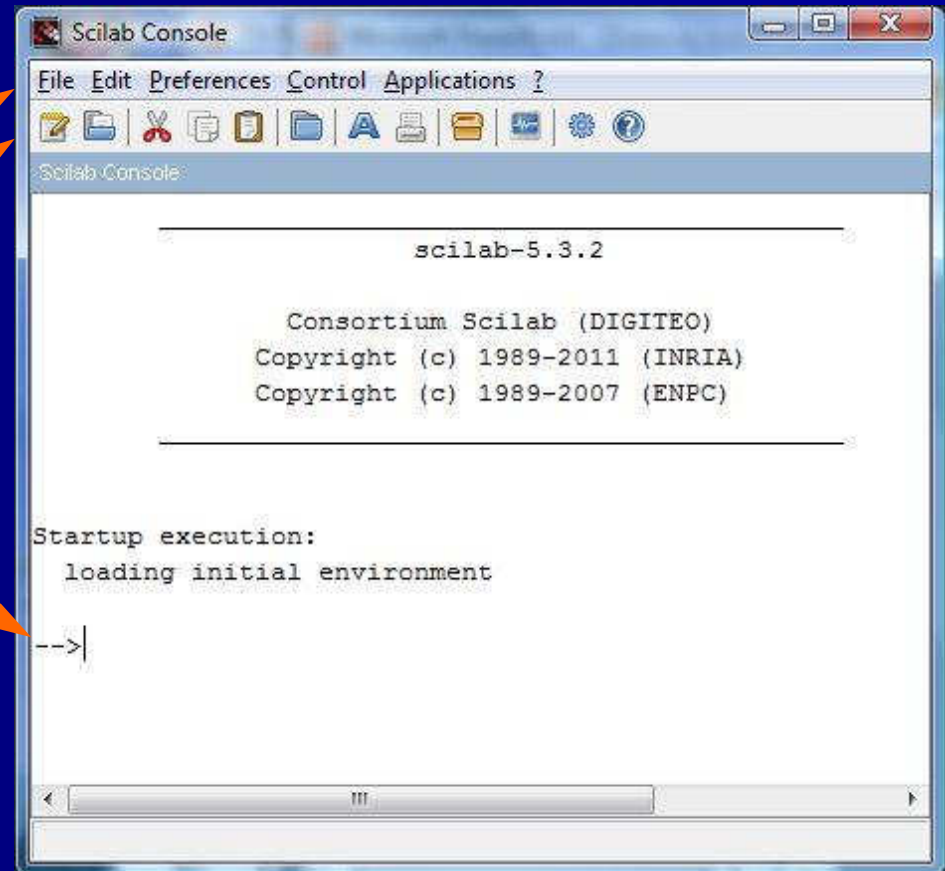 Scilab Console
File Edit Preferences Control Applications ?
Scilab Console
scilab-5.3.2
Consortium Scilab (DIGITEO)
Copyright (c) 1989-2011 (INRIA)
Copyright (c) 1989-2007 (ENPC)
Startup execution:
loading initial environment
-->